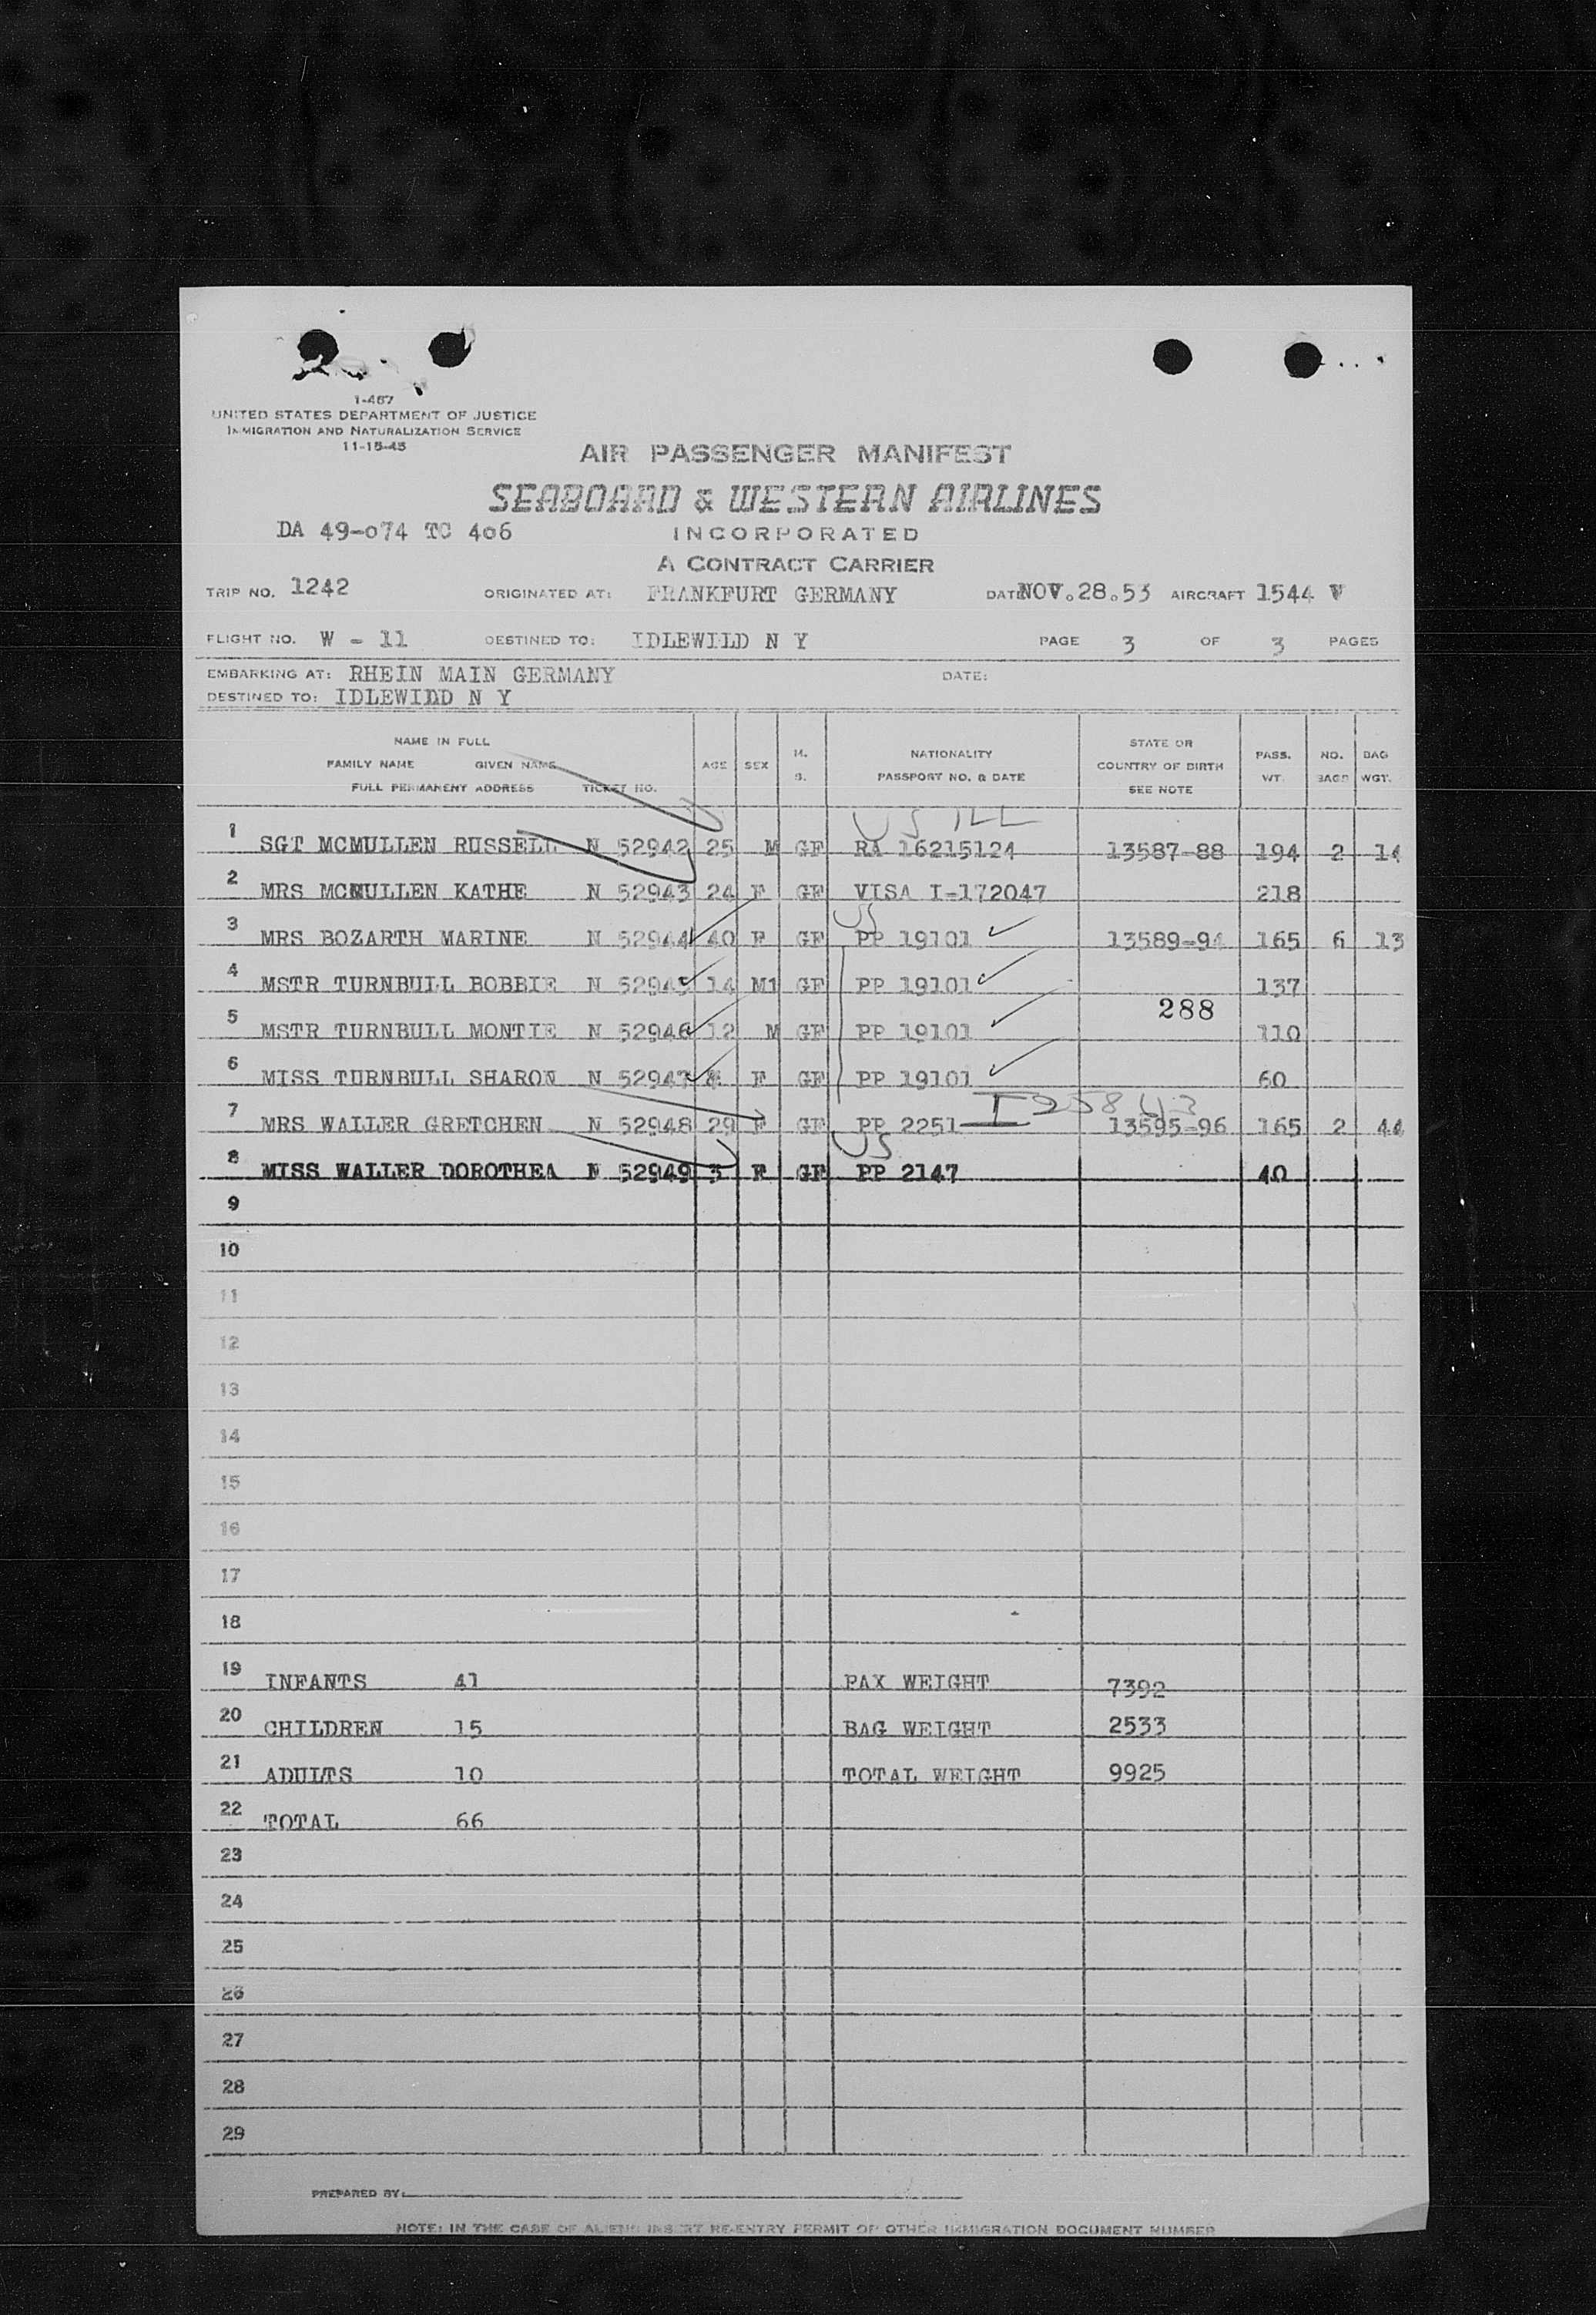 1-467
UNITED STATES DEPARTMENT OF JUSTICE
IMMIGRATION AND NATURALIZATION SERVICE
11-15-45
AIR PASSENGER MANIFEST
SEABOARD & WESTERN AIRLINES
DA 49-074 TC 406 INCORPORATED
A CONTRACT CARRIER
TRIP NO. 1242 ORIGINATED AT: FRANKFURT GERMANY DATE NOV.28.53 AIRCRAFT 1544 V
FLIGHT NO. W - 11 DESTINED TO: IDLEWILD N Y PAGE 3 OF 3 PAGES
EMBARKING AT: RHEIN MAIN GERMANY DATE:
DESTINED TO: IDLEWIDD N Y
NAME IN FULL
FAMILY NAME GIVEN NAME
FULL PERMANENT ADDRESS TICKET NO.
AGE SEX
M.
S.
NATIONALITY
PASSPORT NO. & DATE
STATE OR
COUNTRY OF BIRTH
SEE NOTE
PASS.
WT.
NO.
BAGS
BAG
WGT.
US ILL
1 SGT MCMULLEN RUSSELL N 52942 25 M GF RA 16215124 13587-88 194 2 14
2 MRS MCMULLEN KATHE N 52943 24 F GF VISA I-172047 218
US
3 MRS BOZARTH MARINE N 52944 40 F GF PP 19101 13589-94 165 6 13
4 MSTR TURNBULL BOBBIE N 52945 14 M1 GF PP 19101 137
288
5 MSTR TURNBULL MONTIE N 52946 12 M GF PP 19101 110
6 MISS TURNBULL SHARON N 52947 F GF PP 19101 60
I
7 MRS WALLER GRETCHEN N 52948 29 F GF PP 2251 13595-96 165 2 44
US
8 MISS WALLER DOROTHEA N 52949 3 F GF PP 2147 40
9
10
11
12
13
14
15
16
17
18
19 INFANTS 41 PAX WEIGHT 7392
20 CHILDREN 15 BAG WEIGHT 2533
21 ADULTS 10 TOTAL WEIGHT 9925
22 TOTAL 66
23
24
25
26
27
28
29
PREPARED BY:
NOTE: IN THE CASE OF ALIENS INSERT RE-ENTRY PERMIT OR OTHER IMMIGRATION DOCUMENT NUMBER